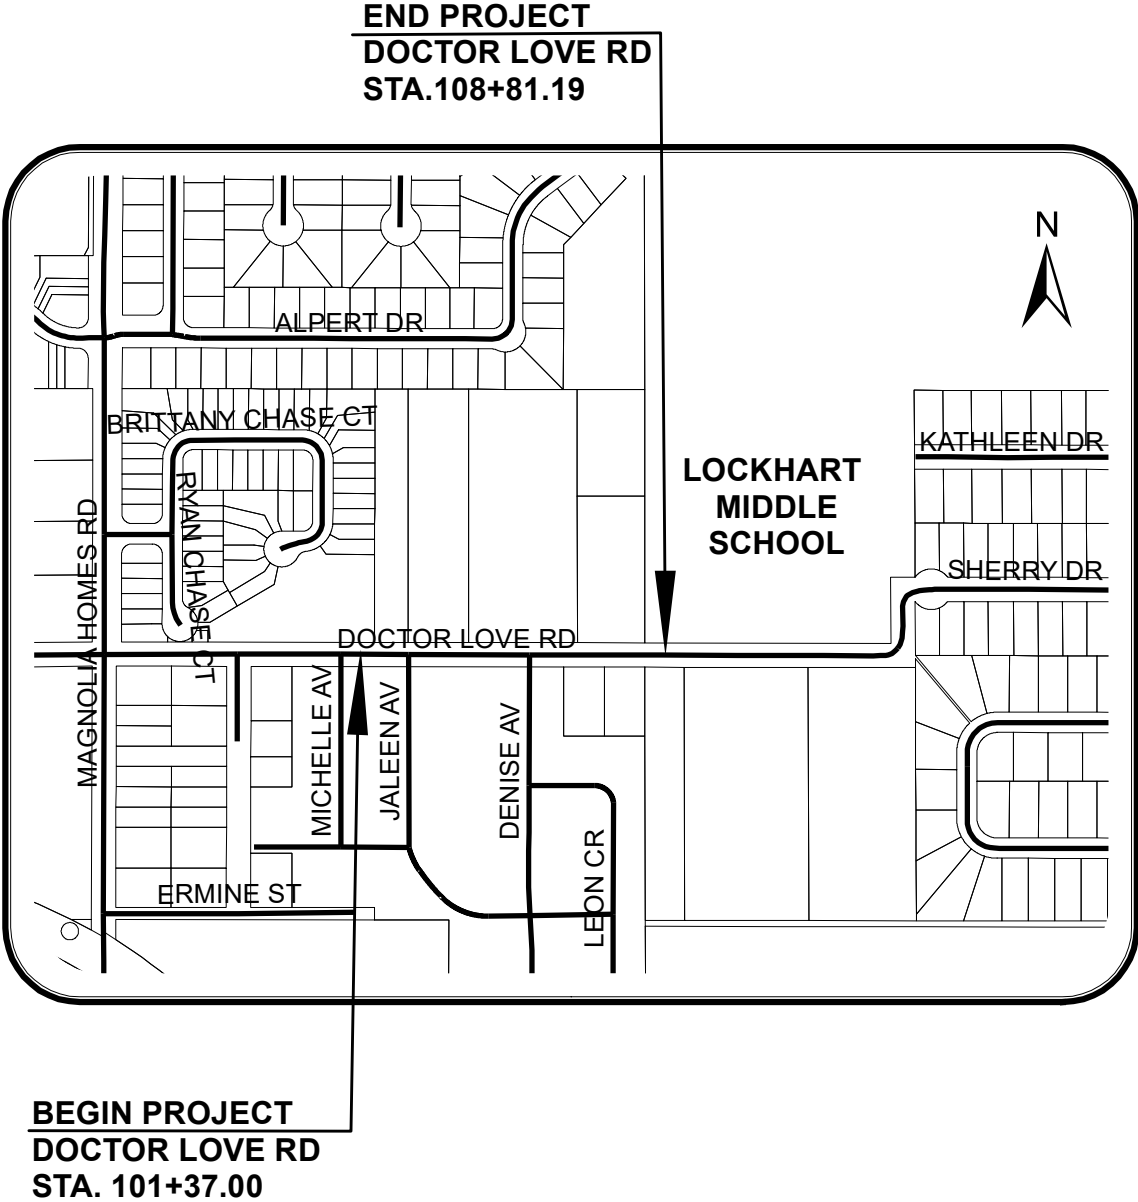 END PROJECT
DOCTOR LOVE RD
STA.108+81.19
N
ALPERT DR
BRITTANY CHASE CT
KATHLEEN DR
LOCKHART
MIDDLE
SCHOOL
RYAN CHASE CT
MAGNOLIA HOMES RD
SHERRY DR
DOCTOR LOVE RD
MICHELLE AV
JALEEN AV
DENISE AV
LEON CR
ERMINE ST
BEGIN PROJECT
DOCTOR LOVE RD
STA. 101+37.00